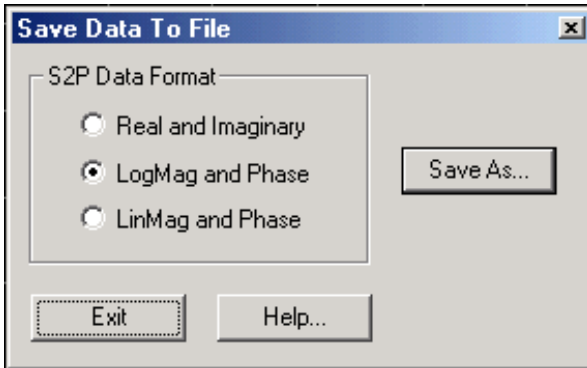 Save Data To File
S2P Data Format
Real and Imaginary
LogMag and Phase
LinMag and Phase
Save As...
Exit
Help...